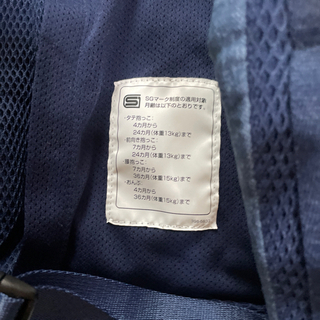 SG
SGマーク制度の適用対象
月齢は以下のとおりです。
・タテ抱っこ
4カ月から
24カ月(体重13kg)まで
・前向き抱っこ
7カ月から
24カ月(体重13kg)まで
・腰抱っこ
7カ月から
36カ月(体重15kg)まで
・おんぶ
4カ月から
36カ月(体重15kg)まで